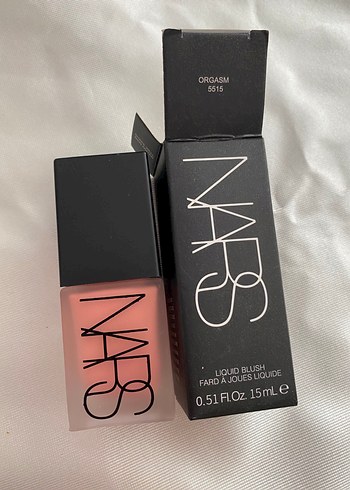 ORGASM
5515
NARS
LIQUID BLUSH
FARD À JOUES LIQUIDE
0.51 Fl.Oz. 15 mL ℮
NARS